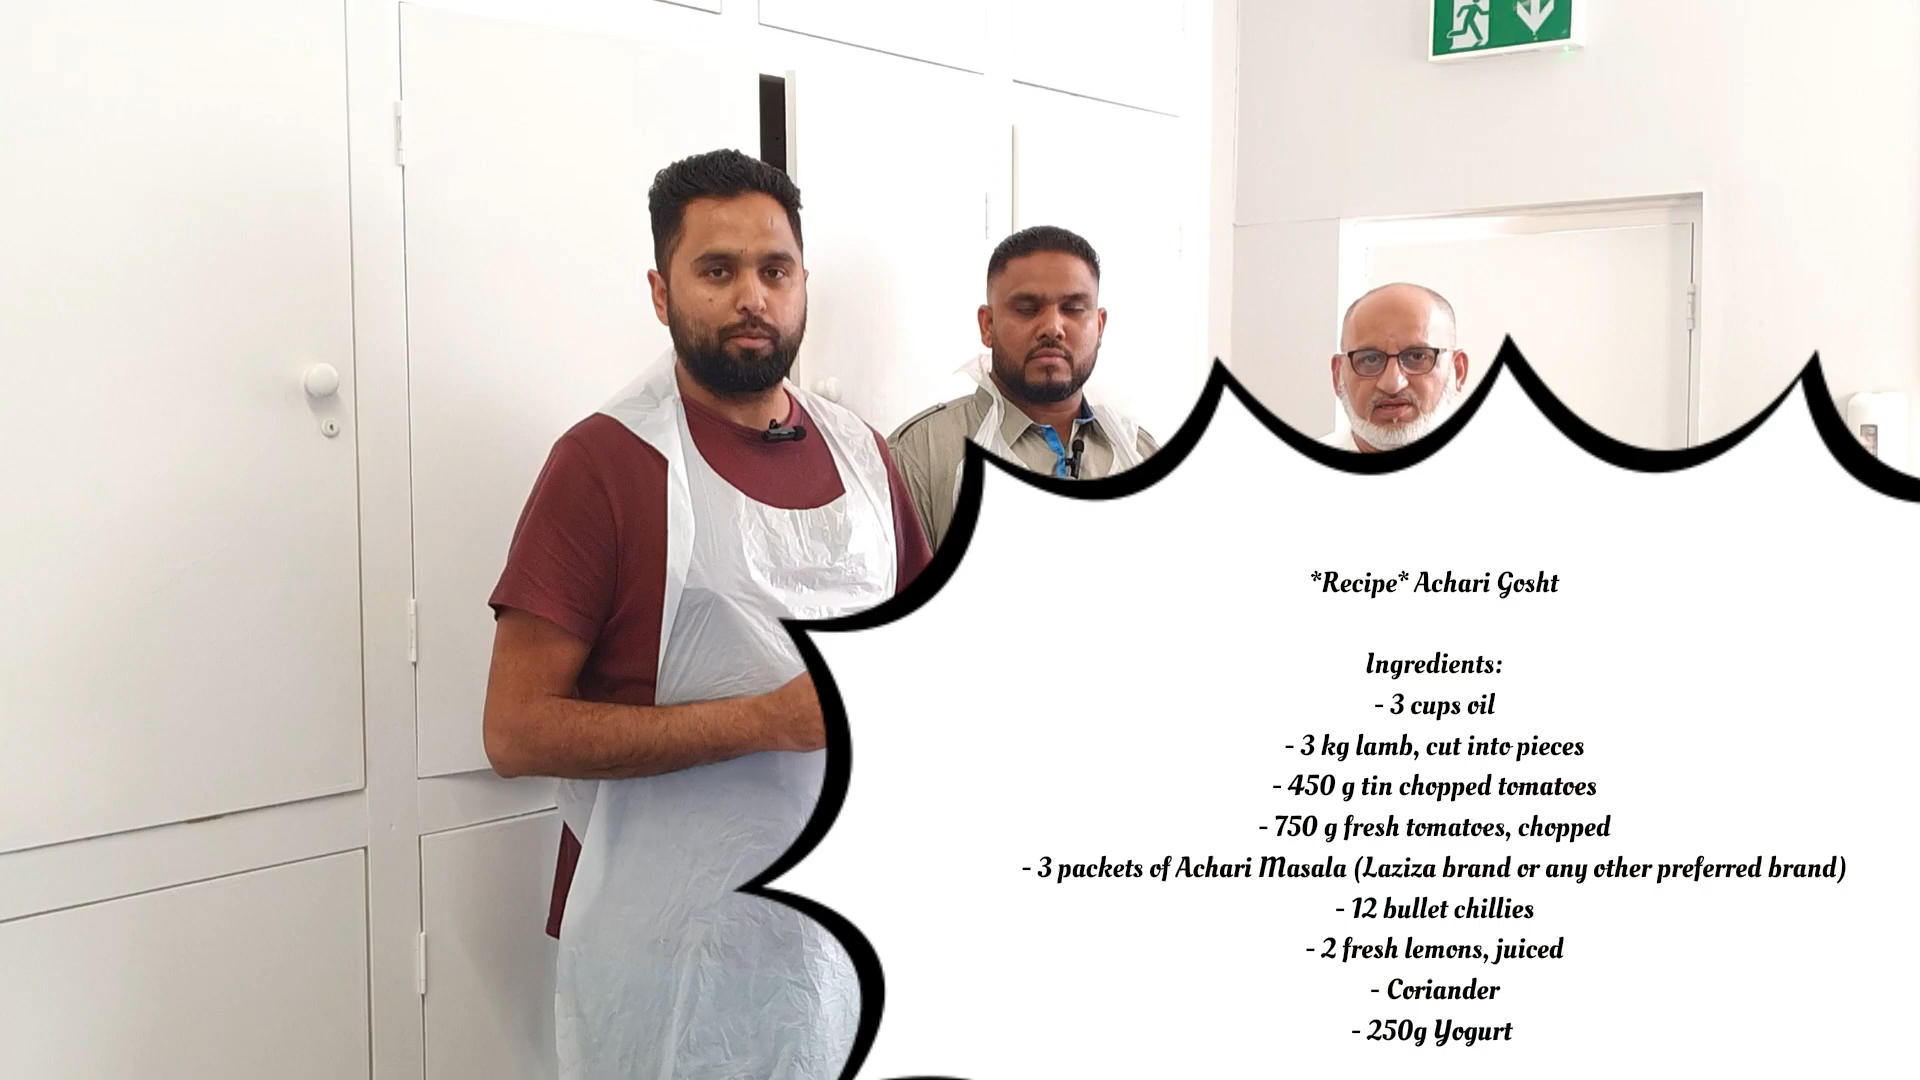 *Recipe* Achari Gosht
Ingredients:
- 3 cups oil
- 3 kg lamb, cut into pieces
- 450 g tin chopped tomatoes
- 750 g fresh tomatoes, chopped
- 3 packets of Achari Masala (Laziza brand or any other preferred brand)
- 12 bullet chillies
- 2 fresh lemons, juiced
- Coriander
- 250g Yogurt